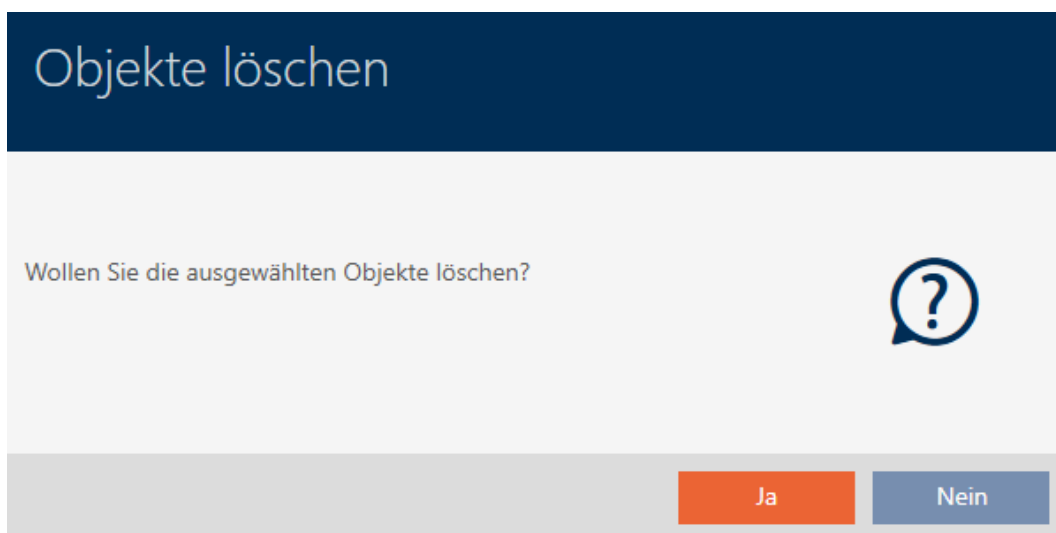 Objekte löschen
Wollen Sie die ausgewählten Objekte löschen?
?
Ja
Nein